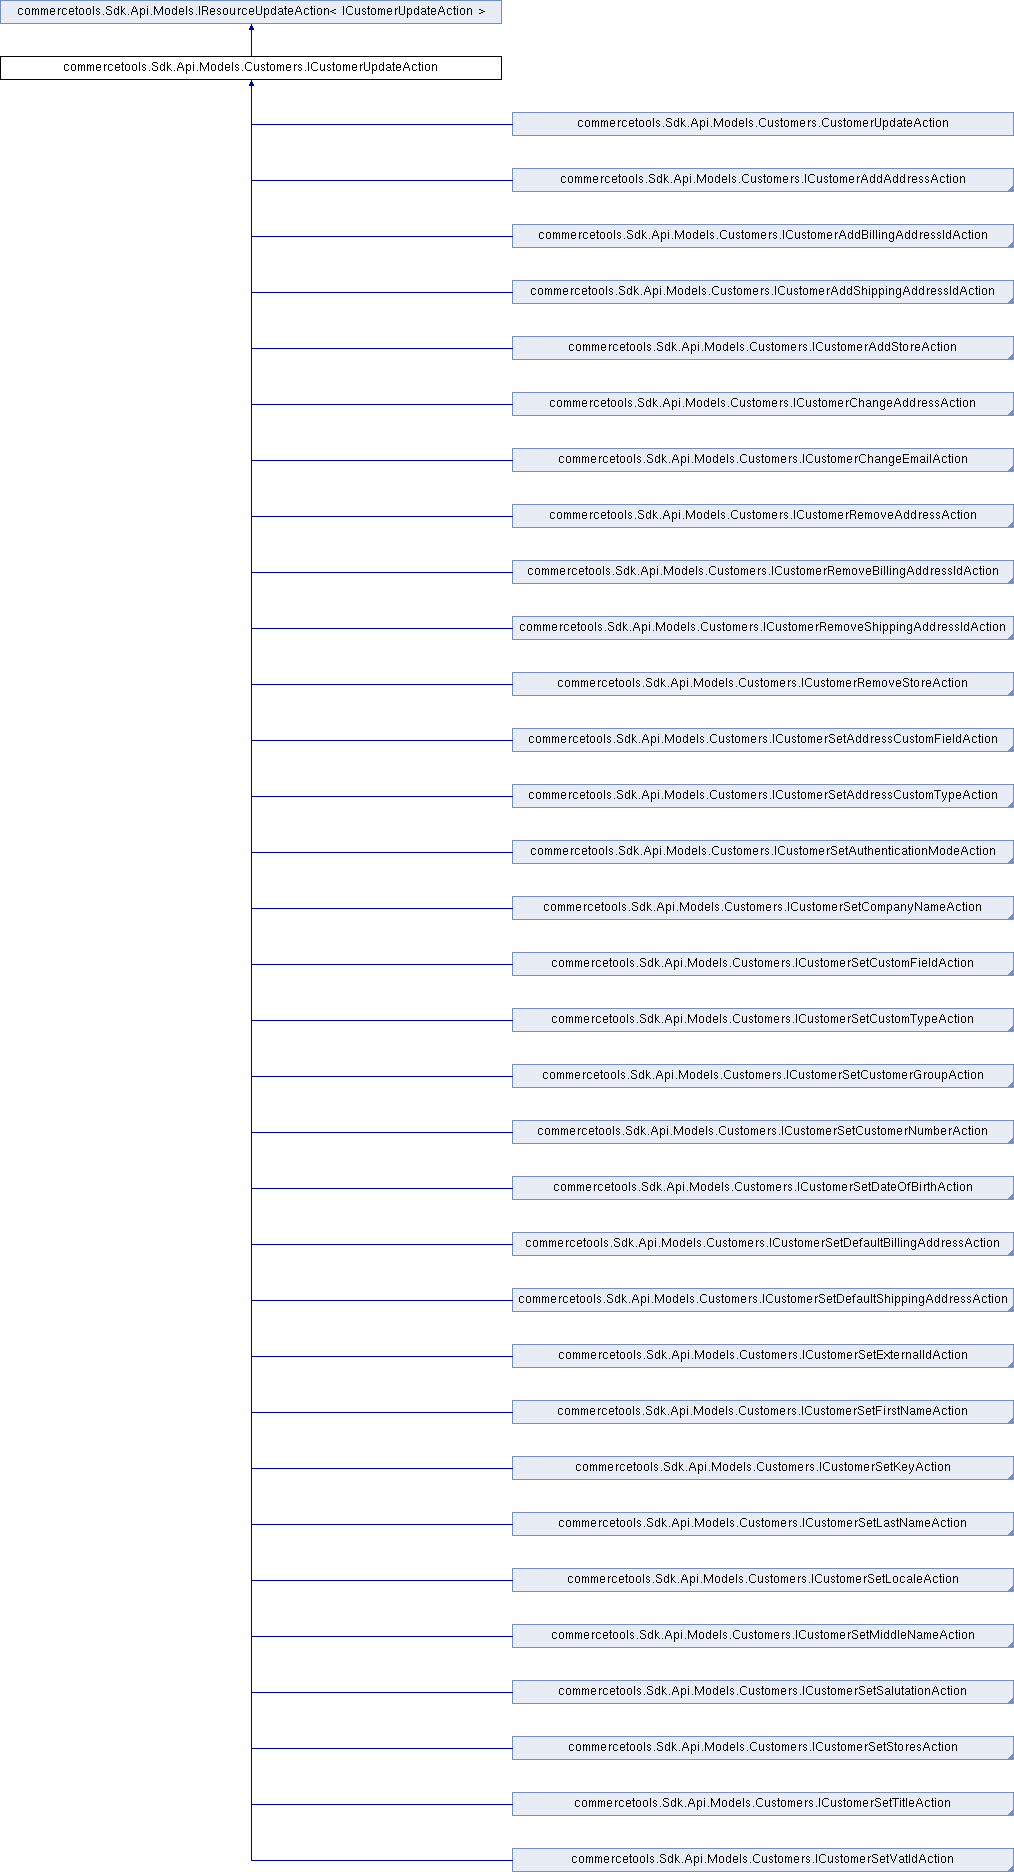 commercetools.Sdk.Api.Models.IResourceUpdateAction< ICustomerUpdateAction >
commercetools.Sdk.Api.Models.Customers.ICustomerUpdateAction
commercetools.Sdk.Api.Models.Customers.CustomerUpdateAction
commercetools.Sdk.Api.Models.Customers.ICustomerAddAddressAction
commercetools.Sdk.Api.Models.Customers.ICustomerAddBillingAddressIdAction
commercetools.Sdk.Api.Models.Customers.ICustomerAddShippingAddressIdAction
commercetools.Sdk.Api.Models.Customers.ICustomerAddStoreAction
commercetools.Sdk.Api.Models.Customers.ICustomerChangeAddressAction
commercetools.Sdk.Api.Models.Customers.ICustomerChangeEmailAction
commercetools.Sdk.Api.Models.Customers.ICustomerRemoveAddressAction
commercetools.Sdk.Api.Models.Customers.ICustomerRemoveBillingAddressIdAction
commercetools.Sdk.Api.Models.Customers.ICustomerRemoveShippingAddressIdAction
commercetools.Sdk.Api.Models.Customers.ICustomerRemoveStoreAction
commercetools.Sdk.Api.Models.Customers.ICustomerSetAddressCustomFieldAction
commercetools.Sdk.Api.Models.Customers.ICustomerSetAddressCustomTypeAction
commercetools.Sdk.Api.Models.Customers.ICustomerSetAuthenticationModeAction
commercetools.Sdk.Api.Models.Customers.ICustomerSetCompanyNameAction
commercetools.Sdk.Api.Models.Customers.ICustomerSetCustomFieldAction
commercetools.Sdk.Api.Models.Customers.ICustomerSetCustomTypeAction
commercetools.Sdk.Api.Models.Customers.ICustomerSetCustomerGroupAction
commercetools.Sdk.Api.Models.Customers.ICustomerSetCustomerNumberAction
commercetools.Sdk.Api.Models.Customers.ICustomerSetDateOfBirthAction
commercetools.Sdk.Api.Models.Customers.ICustomerSetDefaultBillingAddressAction
commercetools.Sdk.Api.Models.Customers.ICustomerSetDefaultShippingAddressAction
commercetools.Sdk.Api.Models.Customers.ICustomerSetExternalIdAction
commercetools.Sdk.Api.Models.Customers.ICustomerSetFirstNameAction
commercetools.Sdk.Api.Models.Customers.ICustomerSetKeyAction
commercetools.Sdk.Api.Models.Customers.ICustomerSetLastNameAction
commercetools.Sdk.Api.Models.Customers.ICustomerSetLocaleAction
commercetools.Sdk.Api.Models.Customers.ICustomerSetMiddleNameAction
commercetools.Sdk.Api.Models.Customers.ICustomerSetSalutationAction
commercetools.Sdk.Api.Models.Customers.ICustomerSetStoresAction
commercetools.Sdk.Api.Models.Customers.ICustomerSetTitleAction
commercetools.Sdk.Api.Models.Customers.ICustomerSetVatIdAction